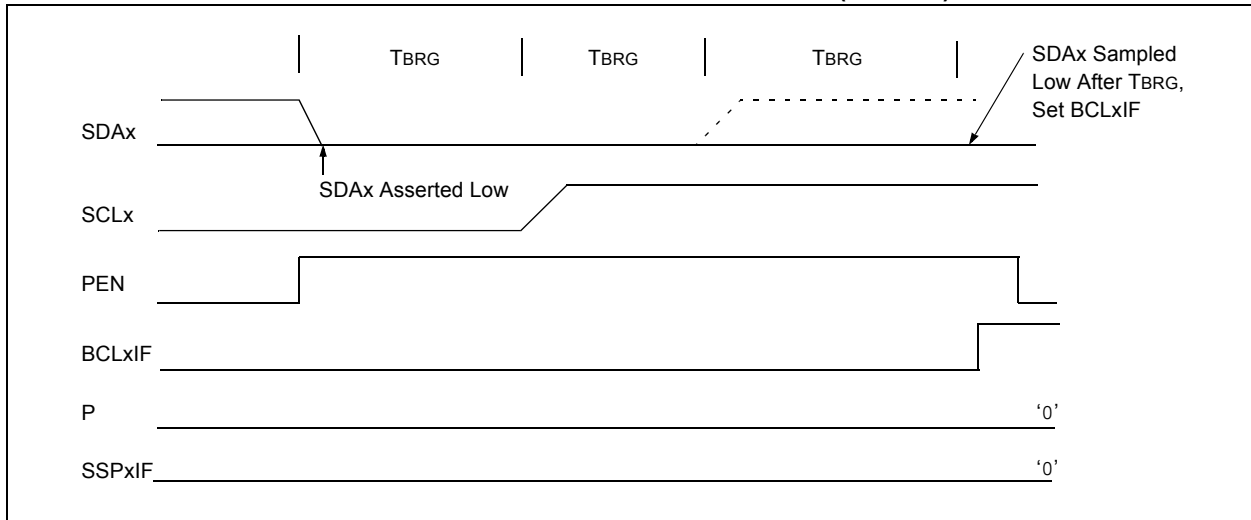 TBRG TBRG TBRG
SDAx Sampled
Low After TBRG,
Set BCLxIF
SDAx
SDAx Asserted Low
SCLx
PEN
BCLxIF
P ‘0’
SSPxIF ‘0’